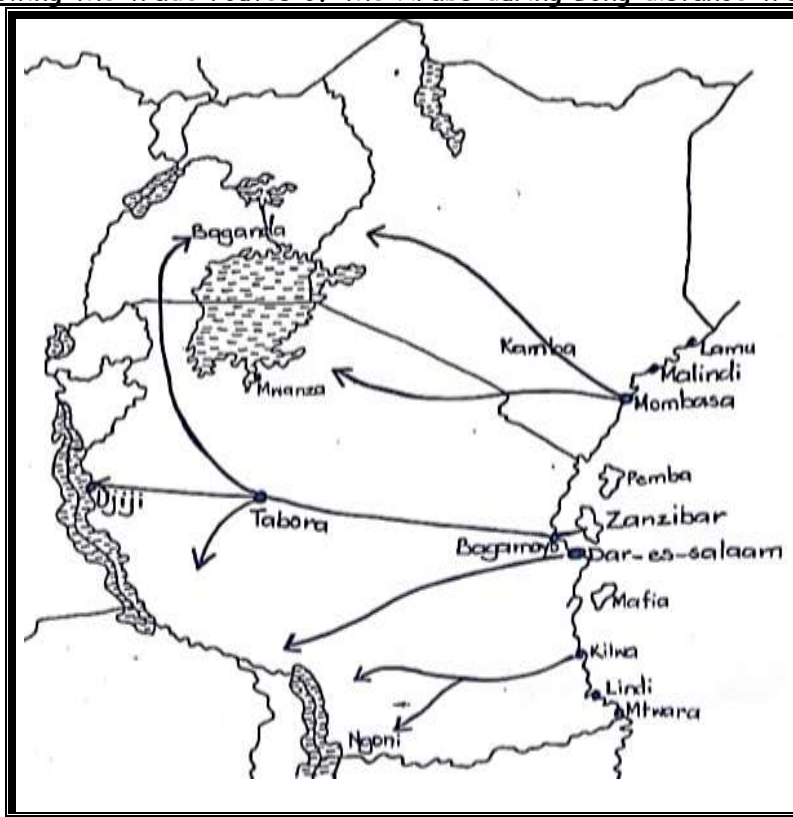 Baganda
Kamba
Lamu
Malindi
Mwanza
Mombasa
Pemba
Ujiji
Tabora
Zanzibar
Bagamoyo
Dar-es-salaam
Mafia
Kilwa
Lindi
Mtwara
Ngoni